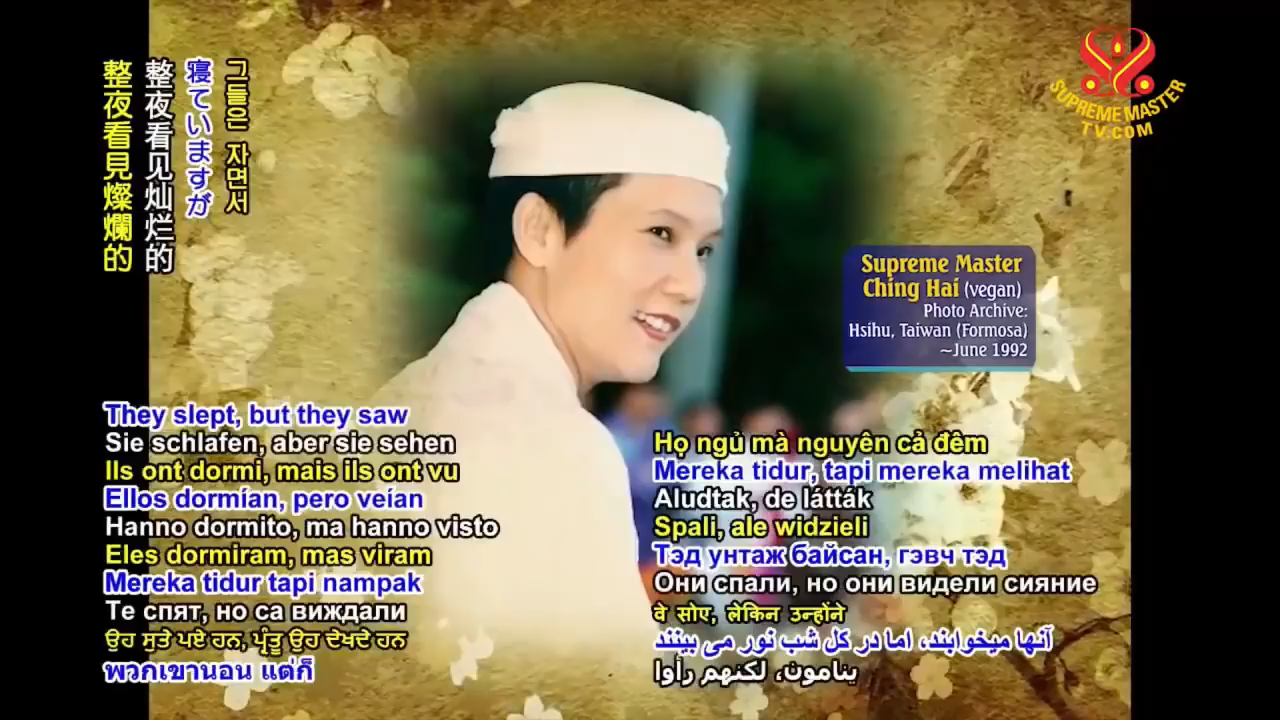 整夜看見燦爛的
整夜看见灿烂的
寝ていますが
그들은 자면서
SUPREME MASTER
TV.COM
Supreme Master
Ching Hai (vegan)
Photo Archive:
Hsihu, Taiwan (Formosa)
~June 1992
They slept, but they saw
Sie schlafen, aber sie sehen
Ils ont dormi, mais ils ont vu
Ellos dormían, pero veían
Hanno dormito, ma hanno visto
Eles dormiram, mas viram
Mereka tidur tapi nampak
Те спят, но са виждали
ਉਹ ਸੁਤੇ ਪਏ ਹਨ, ਪ੍ਰੰਤੂ ਉਹ ਦੇਖਦੇ ਹਨ
พวกเขานอน แต่ก็
Họ ngủ mà nguyên cả đêm
Mereka tidur, tapi mereka melihat
Aludtak, de látták
Spali, ale widzieli
Тэд унтаж байсан, гэвч тэд
Они спали, но они видели сияние
वे सोए, लेकिन उन्होंने
آنها میخوابند، اما در کل شب نور می بینند
ينامون، لكنهم رأوا